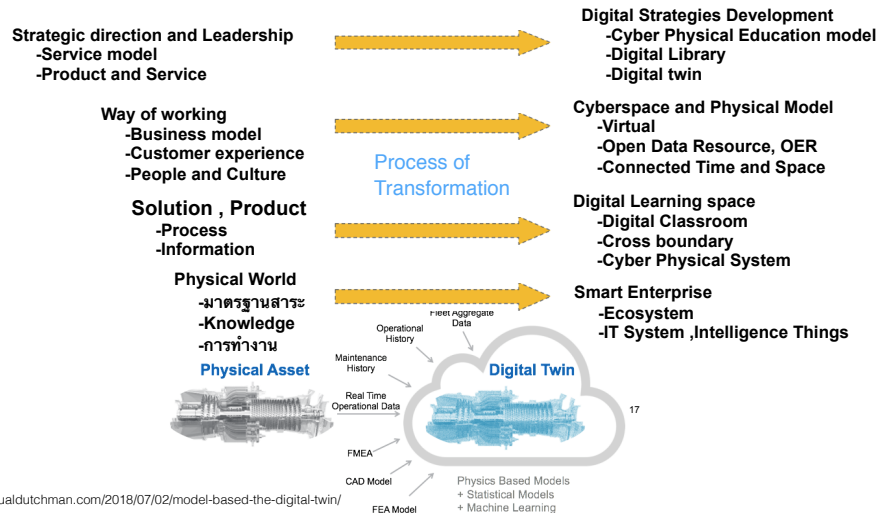 Strategic direction and Leadership
-Service model
-Product and Service
Digital Strategies Development
-Cyber Physical Education model
-Digital Library
-Digital twin
Way of working
-Business model
-Customer experience
-People and Culture
Process of
Transformation
Cyberspace and Physical Model
-Virtual
-Open Data Resource, OER
-Connected Time and Space
Solution , Product
-Process
-Information
Digital Learning space
-Digital Classroom
-Cross boundary
-Cyber Physical System
Physical World
-มาตรฐานสาระ
-Knowledge
-การทำงาน
Smart Enterprise
-Ecosystem
-IT System ,Intelligence Things
Physical Asset
Fleet Aggregate
Data
Operational
History
Maintenance
History
Real Time
Operational Data
FMEA
CAD Model
FEA Model
Digital Twin
17
Physics Based Models
+ Statistical Models
+ Machine Learning
ualdutchman.com/2018/07/02/model-based-the-digital-twin/